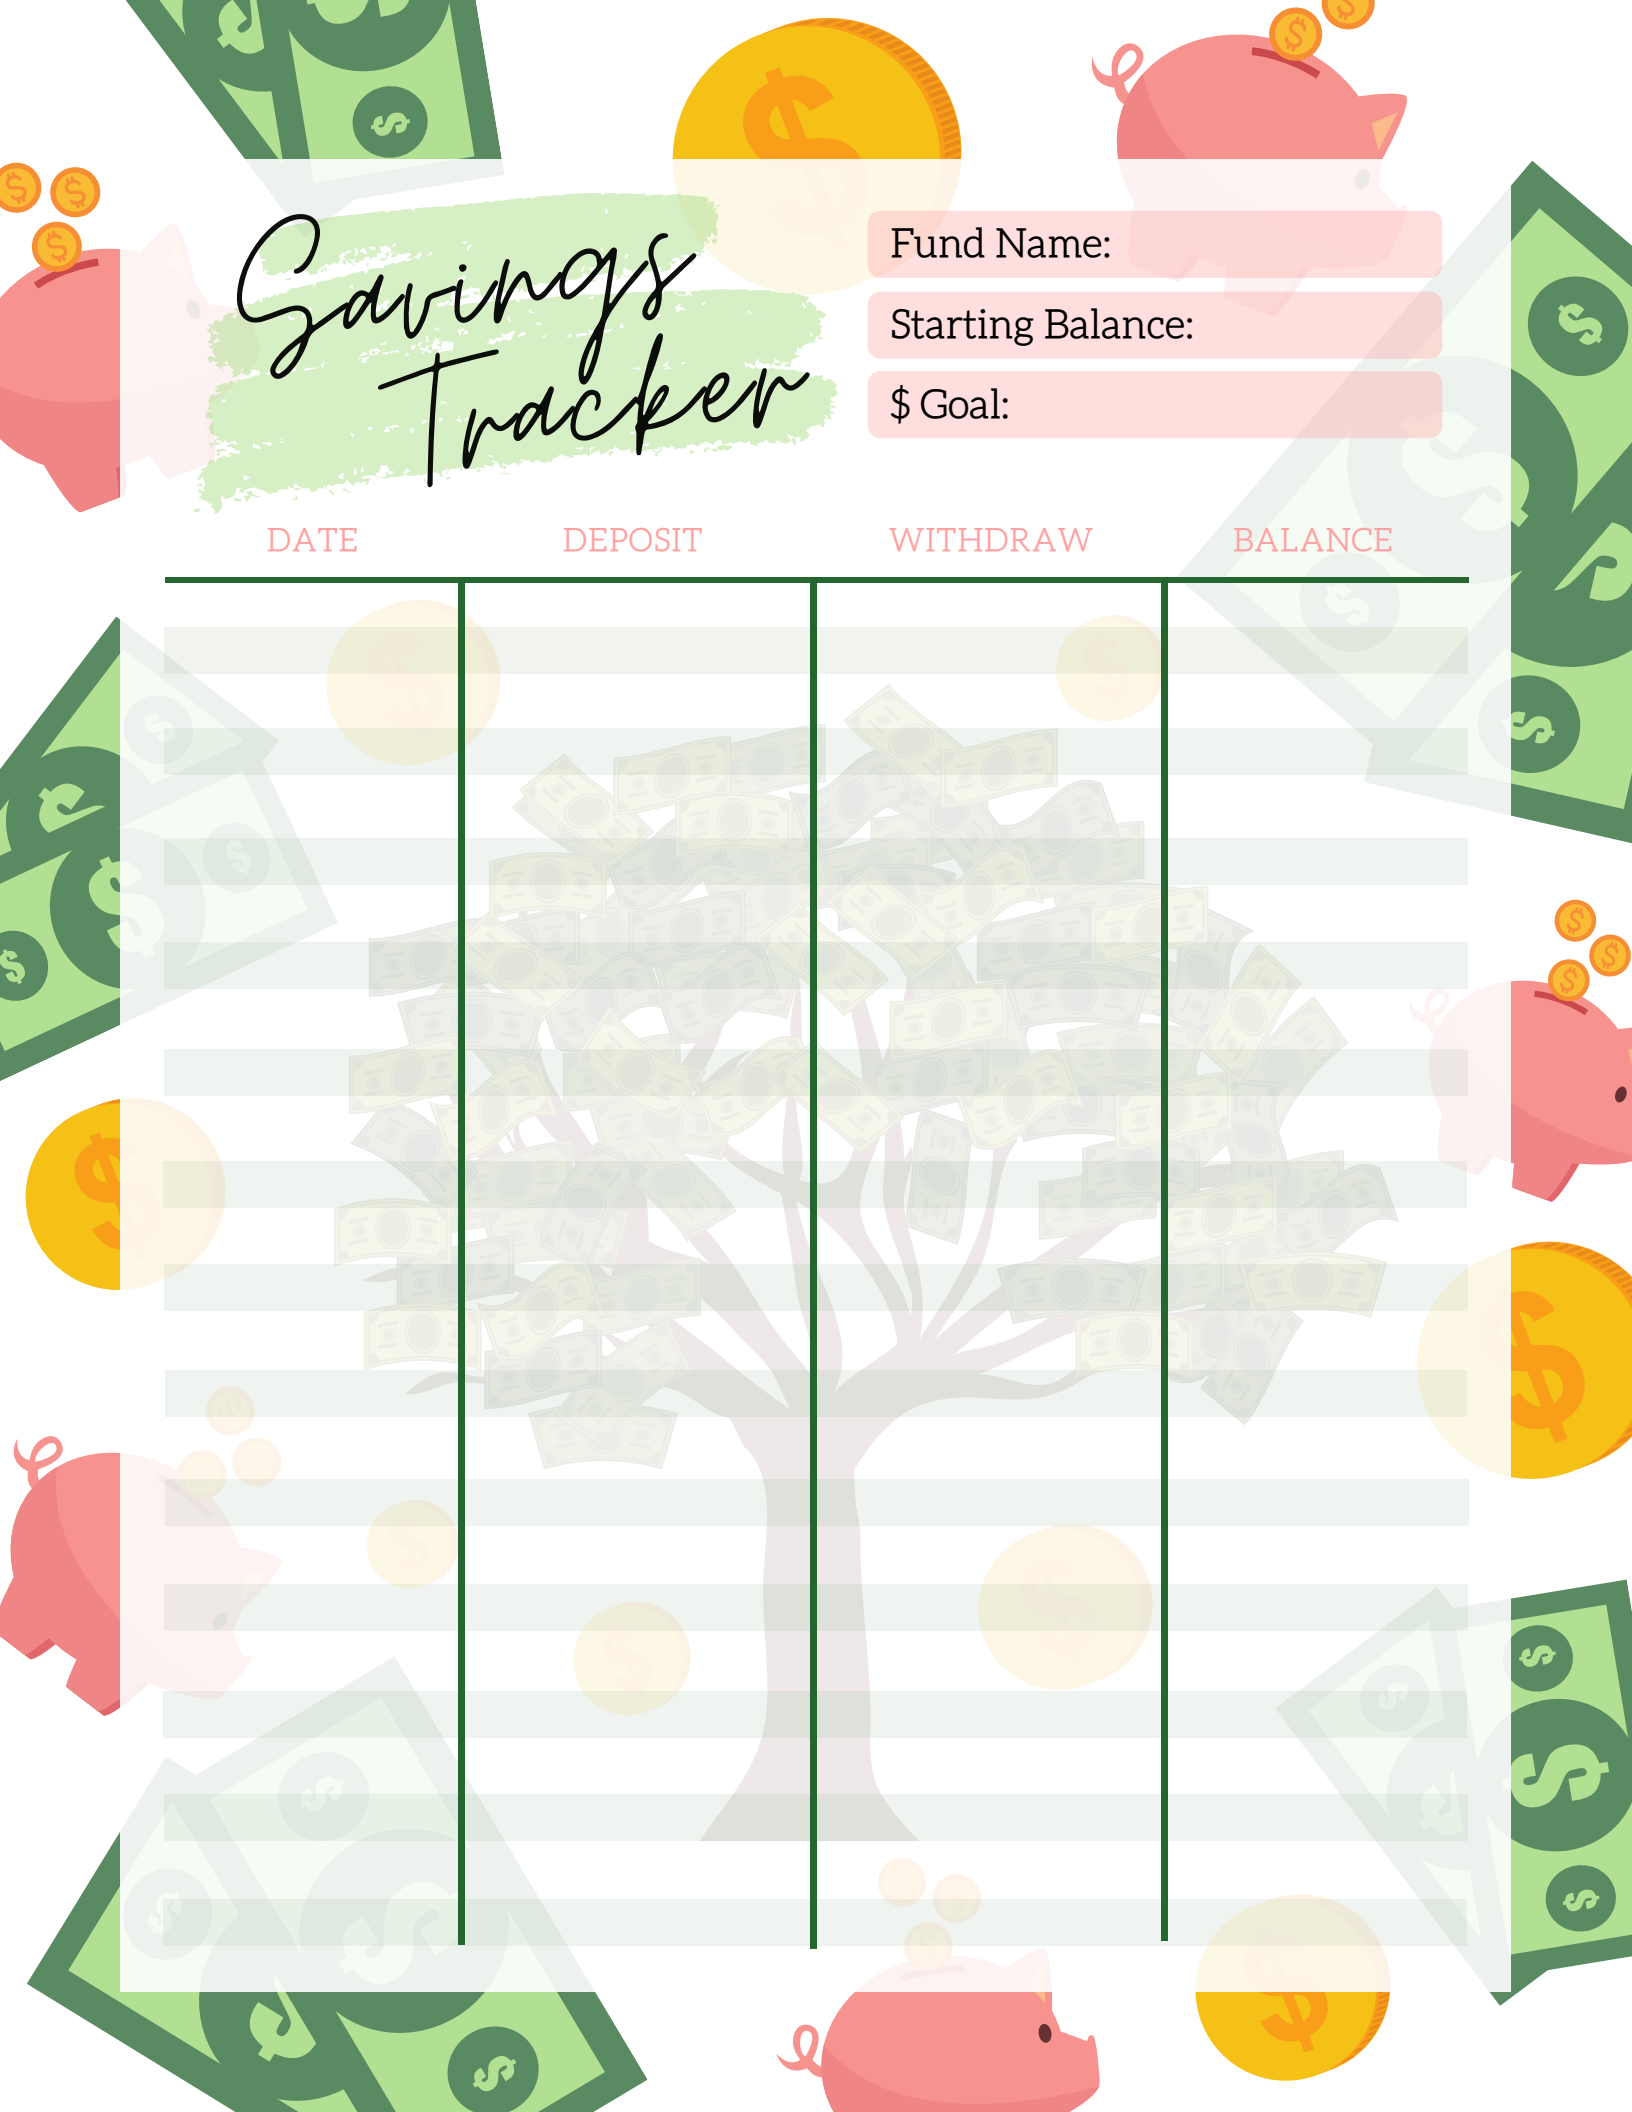 Savings
Tracker
Fund Name:
Starting Balance:
$ Goal:
DATE DEPOSIT WITHDRAW BALANCE